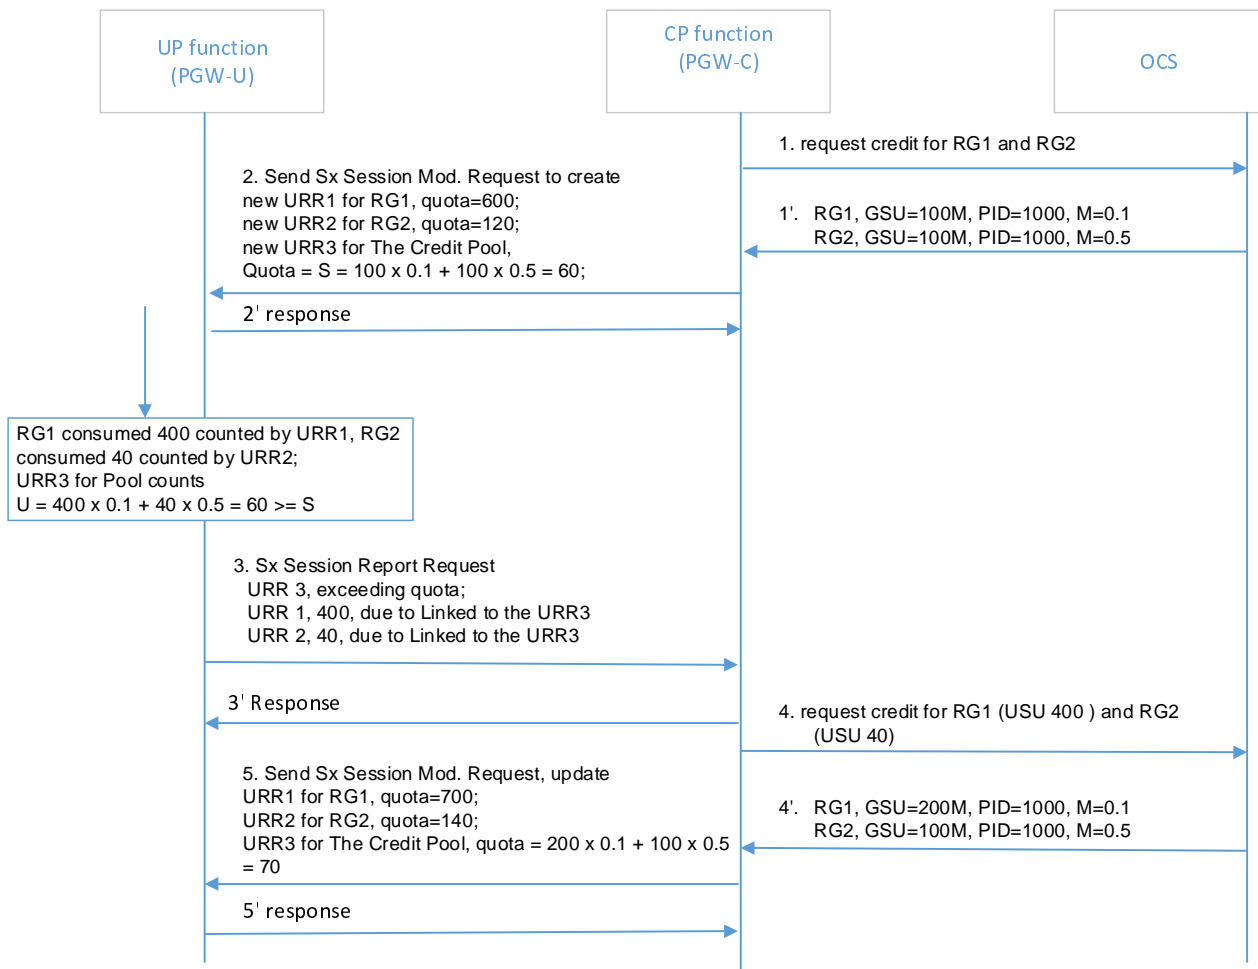 UP function
(PGW-U)
CP function
(PGW-C)
OCS
1. request credit for RG1 and RG2
2. Send Sx Session Mod. Request to create
new URR1 for RG1, quota=600;
new URR2 for RG2, quota=120;
new URR3 for The Credit Pool,
Quota = S = 100 x 0.1 + 100 x 0.5 = 60;
1'. RG1, GSU=100M, PID=1000, M=0.1
RG2, GSU=100M, PID=1000, M=0.5
2' response
RG1 consumed 400 counted by URR1, RG2
consumed 40 counted by URR2;
URR3 for Pool counts
U = 400 x 0.1 + 40 x 0.5 = 60 >= S
3. Sx Session Report Request
URR 3, exceeding quota;
URR 1, 400, due to Linked to the URR3
URR 2, 40, due to Linked to the URR3
3' Response
4. request credit for RG1 (USU 400 ) and RG2
(USU 40)
5. Send Sx Session Mod. Request, update
URR1 for RG1, quota=700;
URR2 for RG2, quota=140;
URR3 for The Credit Pool, quota = 200 x 0.1 + 100 x 0.5
= 70
4'. RG1, GSU=200M, PID=1000, M=0.1
RG2, GSU=100M, PID=1000, M=0.5
5' response